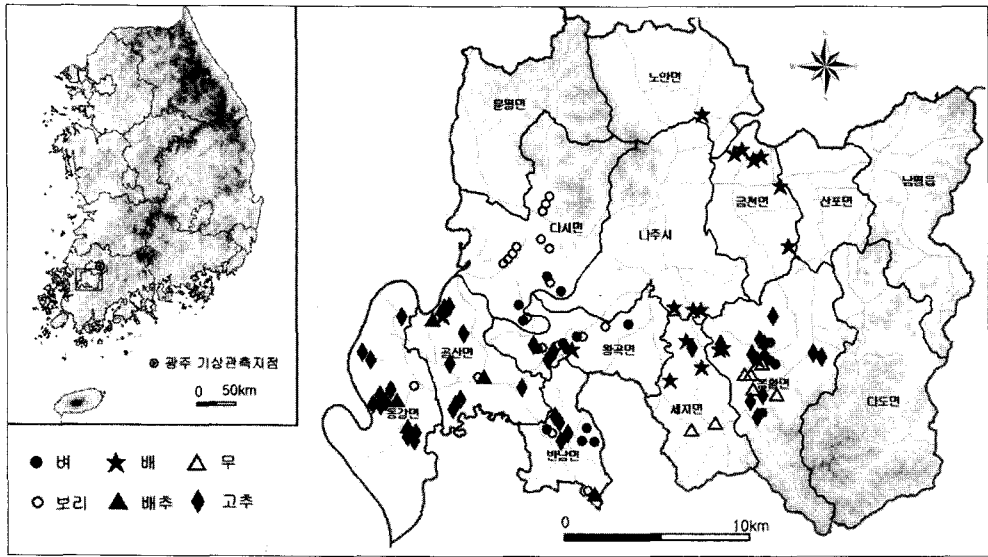 노안면
문평면
남평읍
금천면
산포면
다시면
나주시
공산면
왕곡면
봉황면
다도면
동강면
세지면
반남면
광주 기상관측지점
0 50km
벼 배 무
보리 배추 고추
0 10km